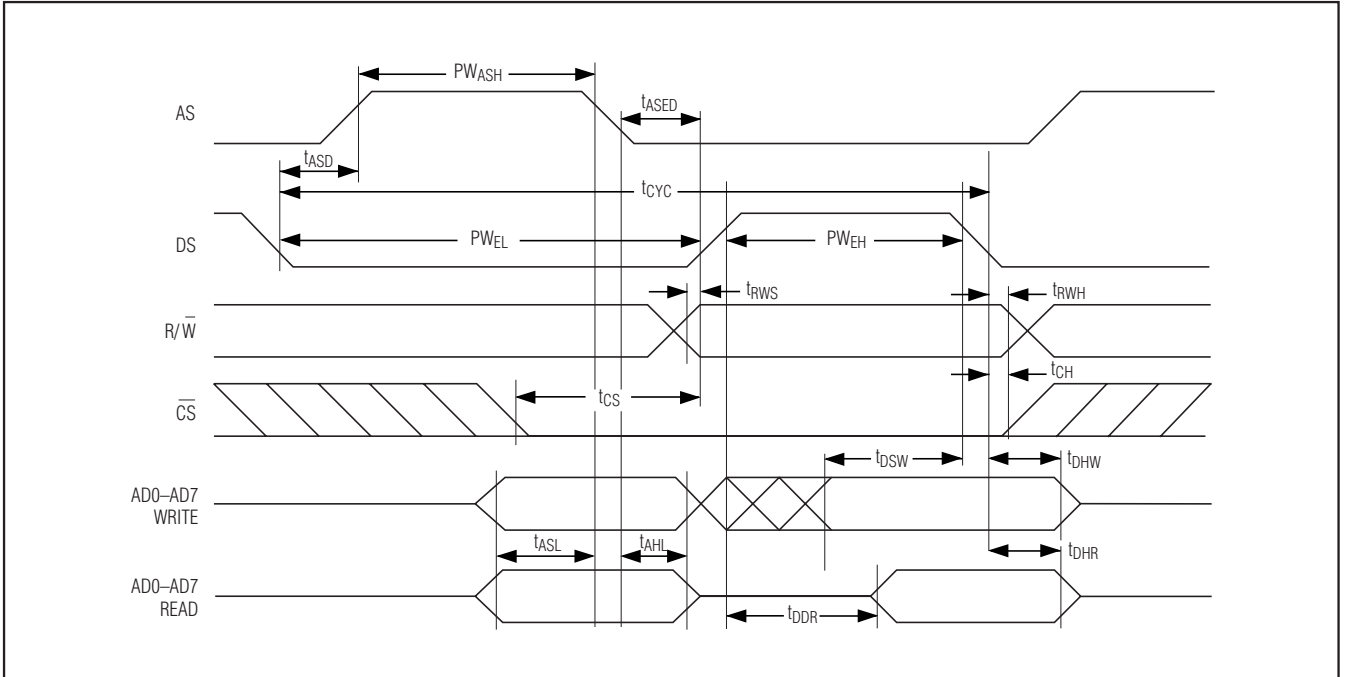 PWASH
AS
tASED
tASD
tCYC
DS
PWEL
PWEH
tRWS
tRWH
R/W̅
tCH
C̅S̅
tCS
tDSW
tDHW
AD0–AD7
WRITE
tASL
tAHL
tDHR
AD0–AD7
READ
tDDR